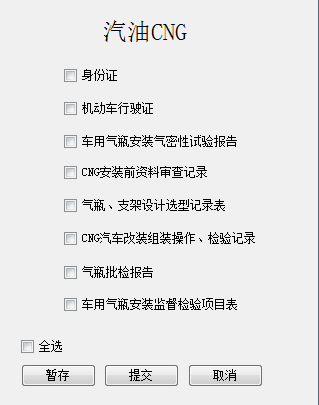 汽油CNG
身份证
机动车行驶证
车用气瓶安装气密性试验报告
CNG安装前资料审查记录
气瓶、支架设计选型记录表
CNG汽车改装组装操作、检验记录
气瓶批检报告
车用气瓶安装监督检验项目表
全选
暂存 提交 取消